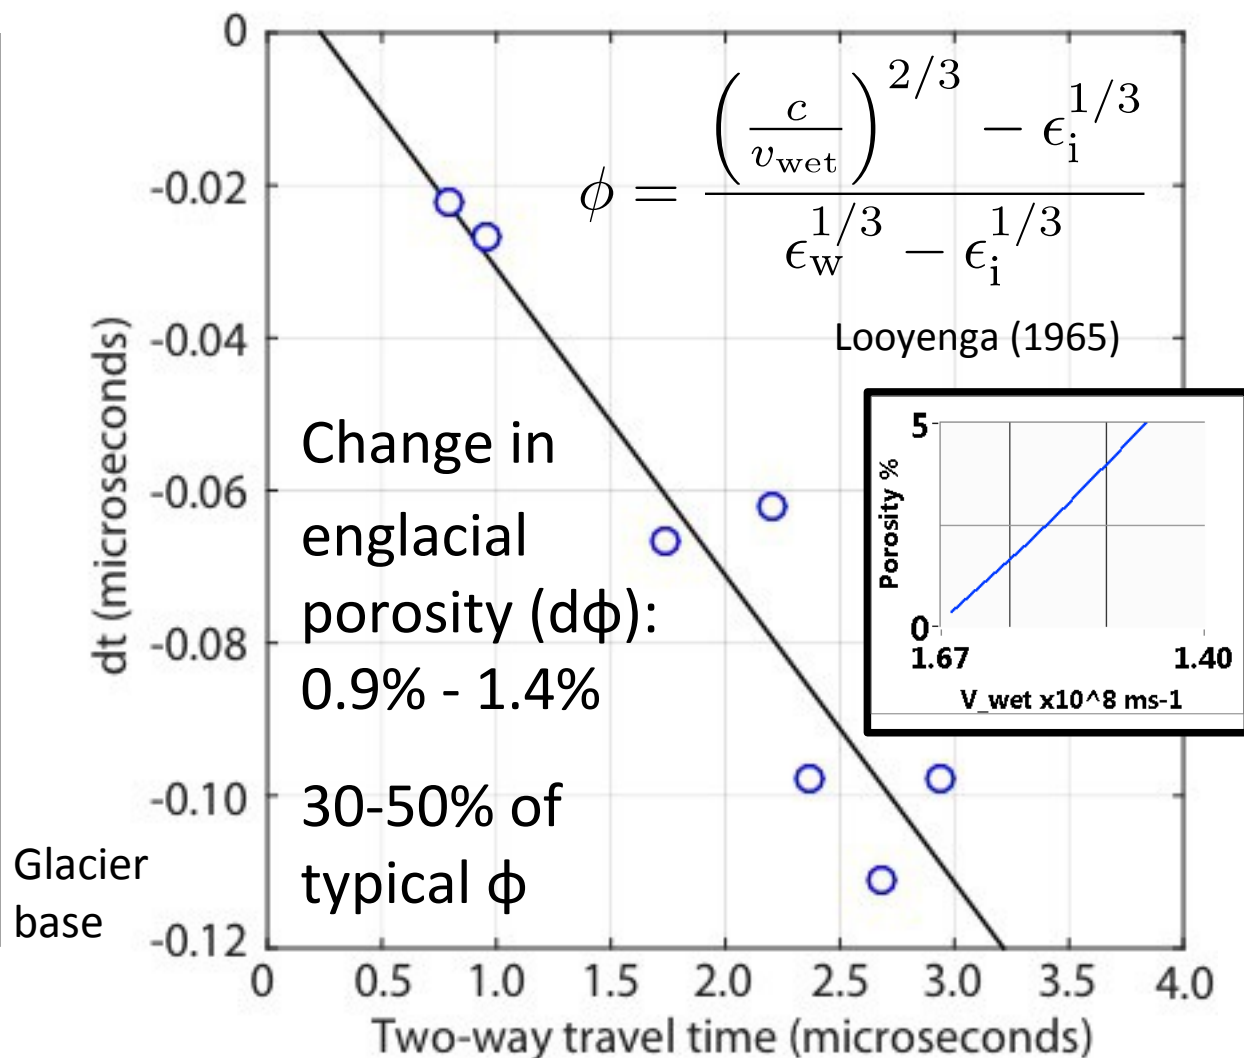 0
-0.02
-0.04
-0.06
-0.08
-0.10
-0.12
dt (microseconds)
0 0.5 1.0 1.5 2.0 2.5 3.0 3.5 4.0
Two-way travel time (microseconds)
ϕ = ((c/v_wet)^{2/3} − ϵ_i^{1/3}) / (ϵ_w^{1/3} − ϵ_i^{1/3})
Looyenga (1965)
Change in
englacial
porosity (dϕ):
0.9% - 1.4%
30-50% of
typical ϕ
Glacier
base
5
0
Porosity %
1.67 1.40
V_wet x10^8 ms-1